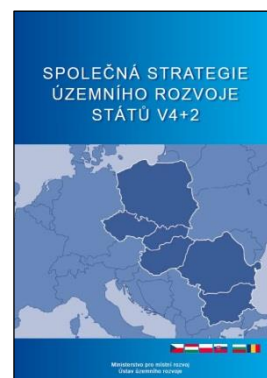 SPOLEČNÁ STRATEGIE
ÚZEMNÍHO ROZVOJE
STÁTŮ V4+2
Ministerstvo pro místní rozvoj
Ústav územního rozvoje